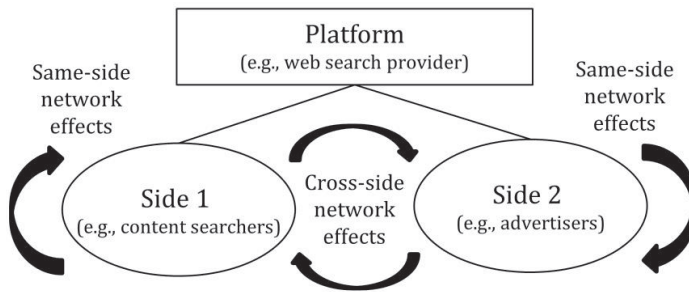 Platform
(e.g., web search provider)
Same-side
network
effects
Same-side
network
effects
Side 1
(e.g., content searchers)
Cross-side
network
effects
Side 2
(e.g., advertisers)